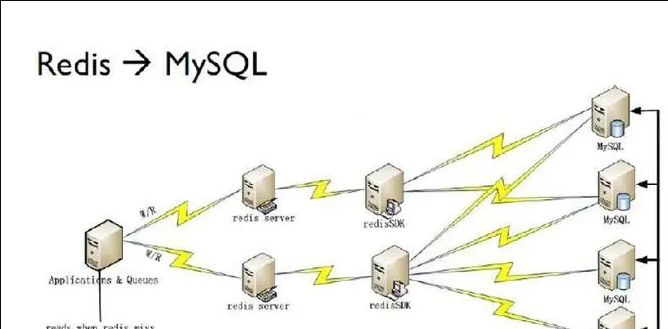 Redis → MySQL
MySQL
W/R
redis server
redisSDK
MySQL
Applications & Queues
W/R
redis server
redisSDK
MySQL
reads when redis miss